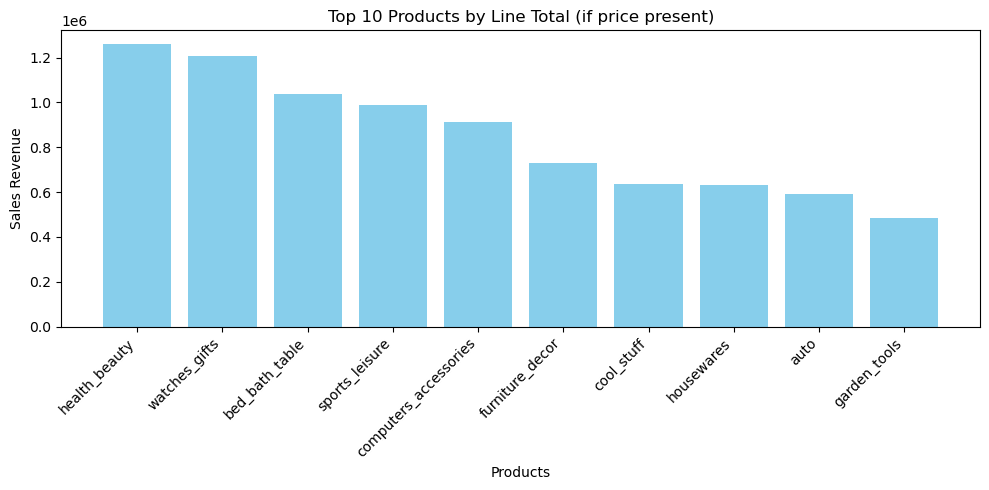 Top 10 Products by Line Total (if price present)
1e6
1.2
1.0
0.8
0.6
0.4
0.2
0.0
Sales Revenue
health_beauty
watches_gifts
bed_bath_table
sports_leisure
computers_accessories
furniture_decor
cool_stuff
housewares
auto
garden_tools
Products